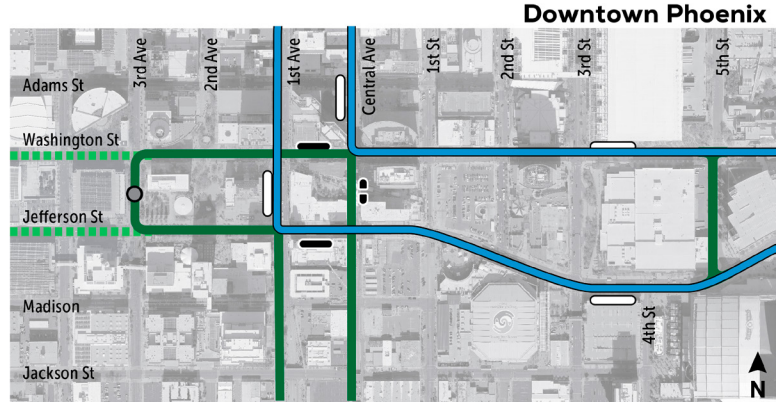 Downtown Phoenix
3rd Ave
2nd Ave
1st Ave
Central Ave
1st St
2nd St
3rd St
5th St
Adams St
Washington St
Jefferson St
Madison
4th St
Jackson St
N